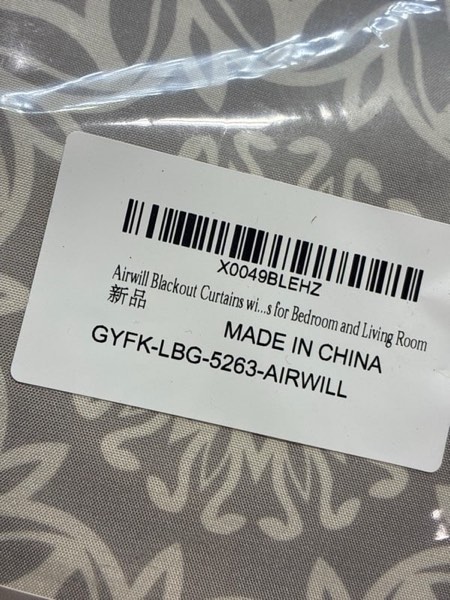 X0049BLEHZ
Airwill Blackout Curtains wi...s for Bedroom and Living Room
新品
MADE IN CHINA
GYFK-LBG-5263-AIRWILL